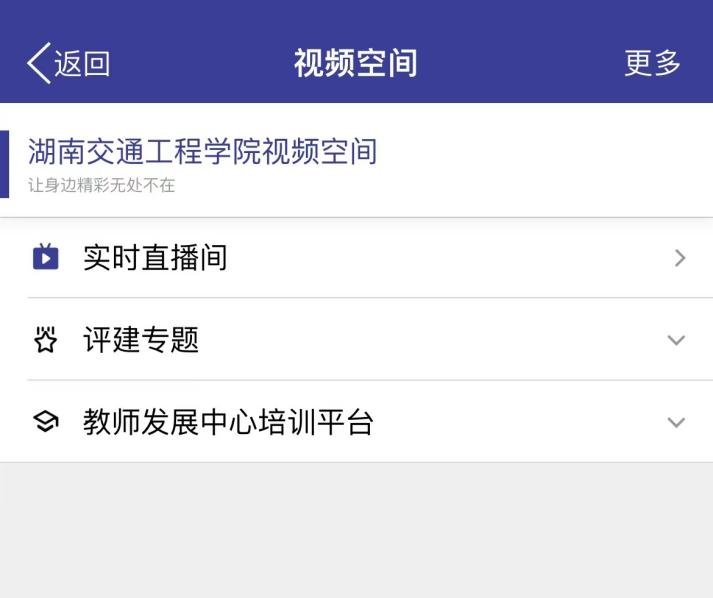 返回 视频空间 更多
湖南交通工程学院视频空间
让身边精彩无处不在
实时直播间
评建专题
教师发展中心培训平台